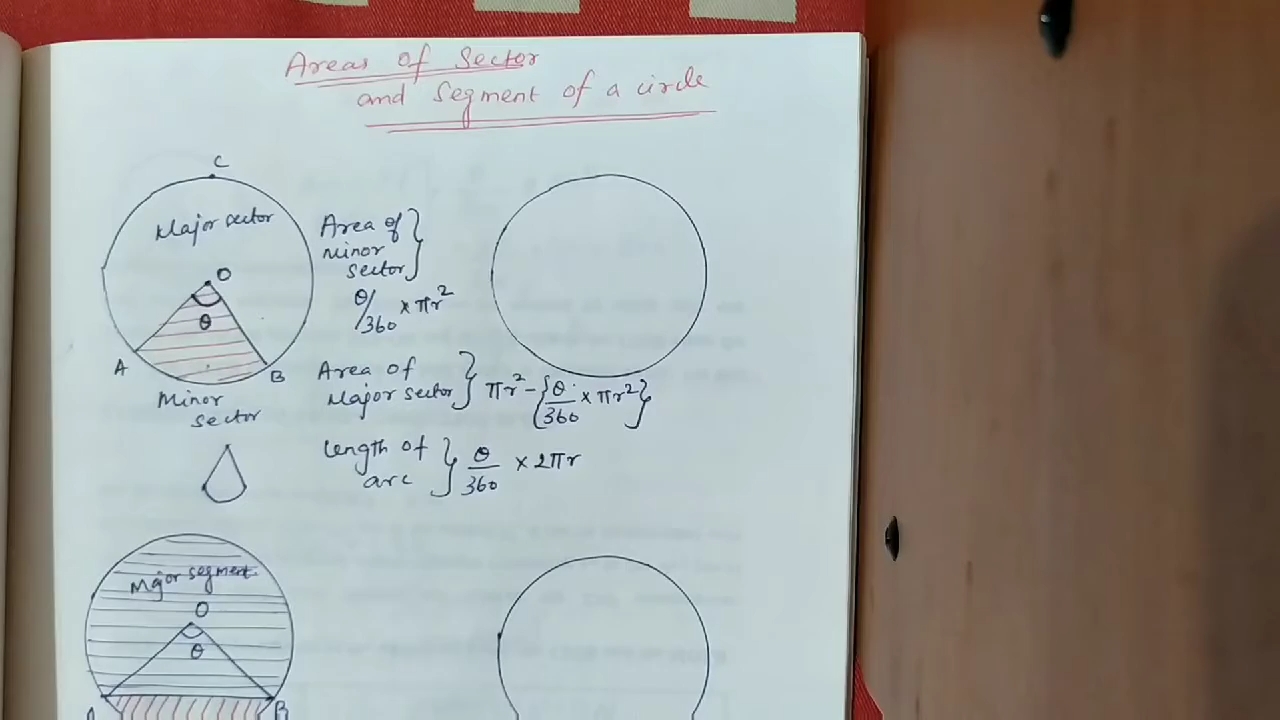 Areas of Sector
and Segment of a circle
C
Major sector
O
θ
A
B
Minor
sector
Area of
Minor
sector}
θ/360 × πr²
Area of
Major sector} πr² - {θ/360 × πr²}
Length of
arc} θ/360 × 2πr
Mgor segment
O
θ
A
B